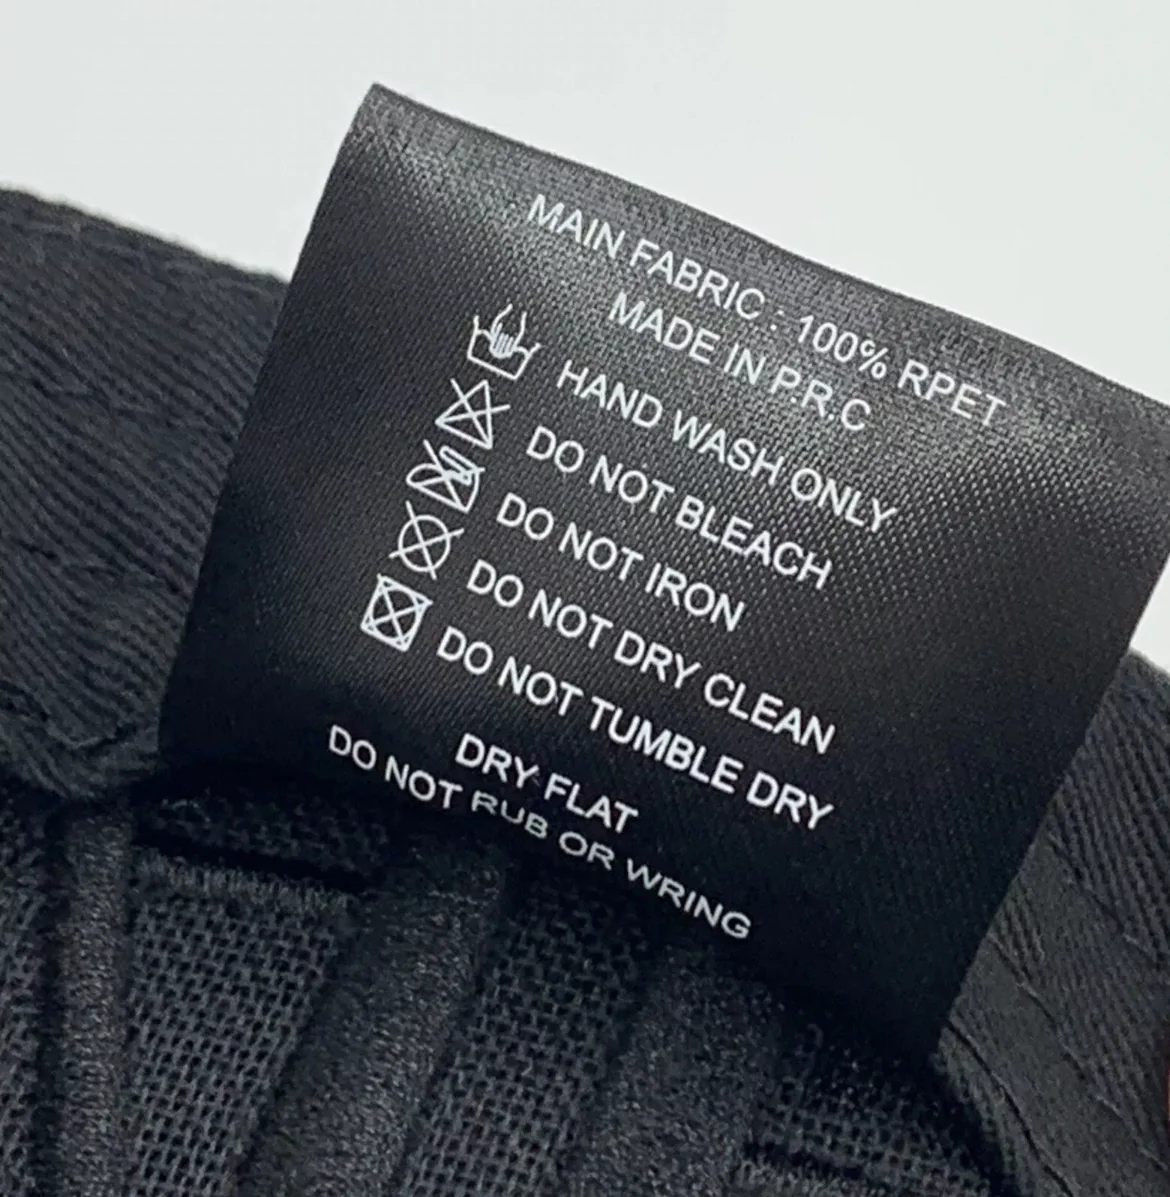 MAIN FABRIC : 100% RPET
MADE IN P.R.C
HAND WASH ONLY
DO NOT BLEACH
DO NOT IRON
DO NOT DRY CLEAN
DO NOT TUMBLE DRY
DRY FLAT
DO NOT RUB OR WRING